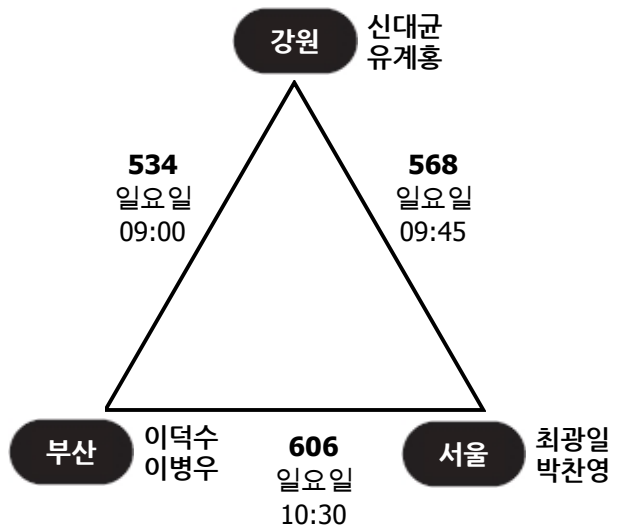 강원
신대균
유계홍
534
일요일
09:00
568
일요일
09:45
부산
이덕수
이병우
606
일요일
10:30
서울
최광일
박찬영